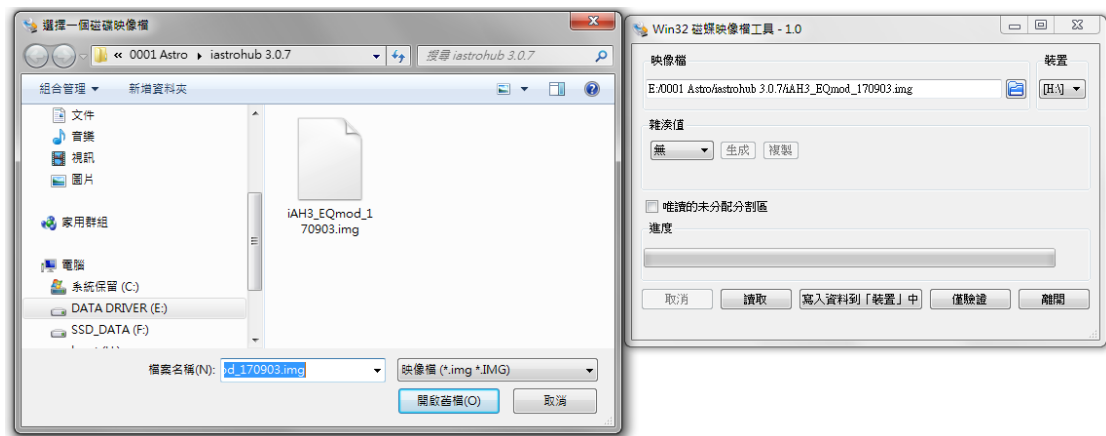 選擇一個磁碟映像檔
« 0001 Astro ▸ iastrohub 3.0.7
搜尋 iastrohub 3.0.7
組合管理 ▼ 新增資料夾
文件
音樂
視訊
圖片
家用群組
電腦
系統保留 (C:)
DATA DRIVER (E:)
SSD_DATA (F:)
iAH3_EQmod_1
70903.img
檔案名稱(N): od_170903.img
映像檔 (*.img *.IMG)
開啟舊檔(O) 取消
Win32 磁碟映像檔工具 - 1.0
映像檔 裝置
E:/0001 Astro/iastrohub 3.0.7/iAH3_EQmod_170903.img [H:\]
雜湊值
無 生成 複製
唯讀的未分配分割區
進度
取消 讀取 寫入資料到「裝置」中 僅驗證 離開